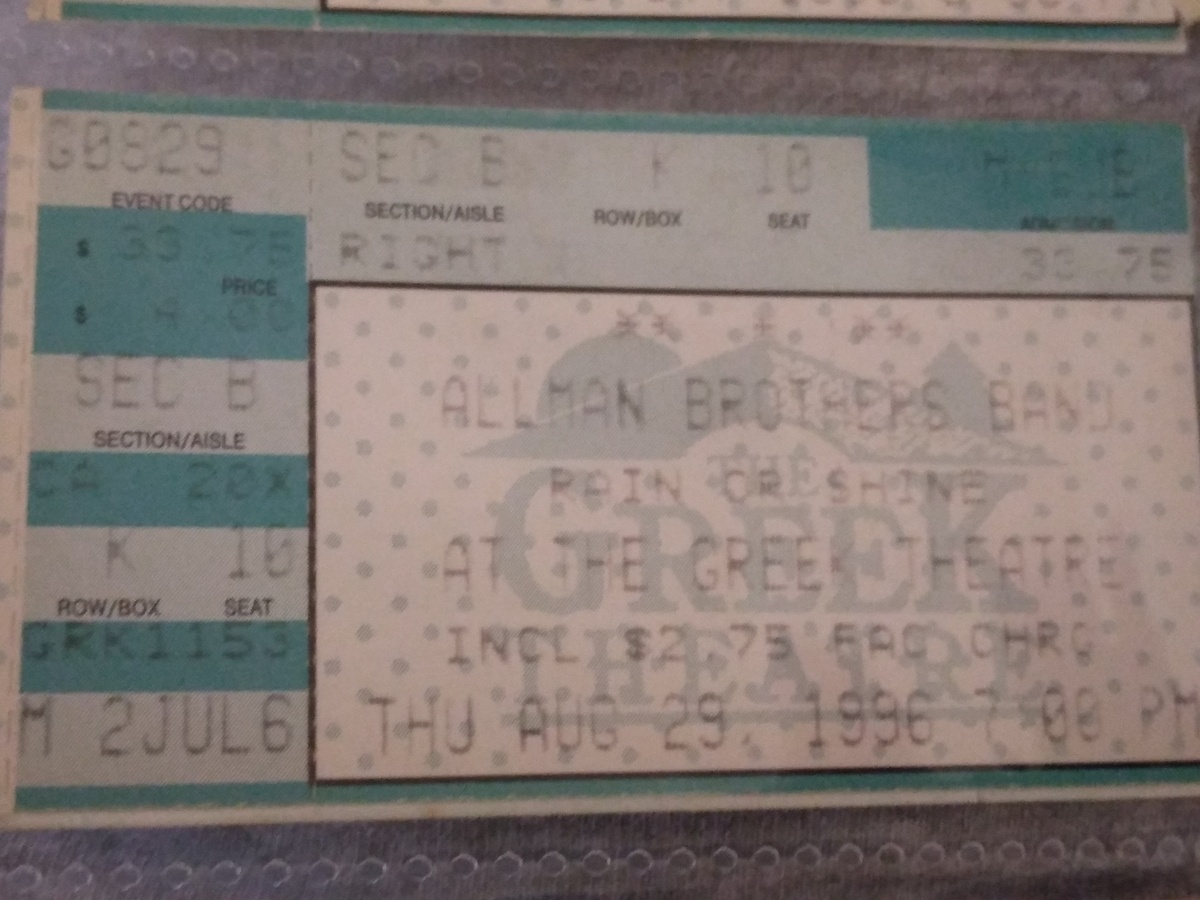 G0829
EVENT CODE
$ 33.75
PRICE
$ 4.00
SEC B
SECTION/AISLE
CA 20X
K 10
ROW/BOX SEAT
GRK1153
M 2JUL6
SEC B K 10
SECTION/AISLE ROW/BOX SEAT ADMISSION
RIGHT 33.75
** * **
ALLMAN BROTHERS BAND
RAIN OR SHINE
AT THE GREEK THEATRE
INCL $2.75 FAC CHRG
THU AUG 29, 1996 7:00 PM
THE
GREEK
THEATRE